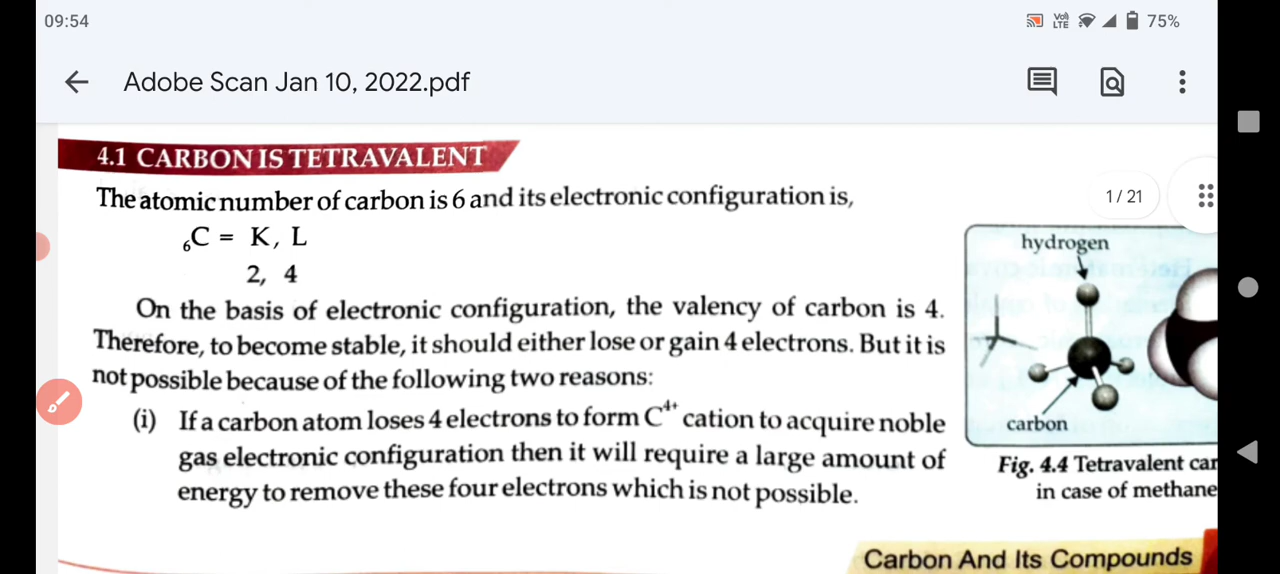 09:54
Vo) LTE
75%
Adobe Scan Jan 10, 2022.pdf
4.1 CARBON IS TETRAVALENT
The atomic number of carbon is 6 and its electronic configuration is,
1 / 21
₆C = K, L
2, 4
On the basis of electronic configuration, the valency of carbon is 4.
Therefore, to become stable, it should either lose or gain 4 electrons. But it is
not possible because of the following two reasons:
(i) If a carbon atom loses 4 electrons to form C⁴⁺ cation to acquire noble
gas electronic configuration then it will require a large amount of
energy to remove these four electrons which is not possible.
hydrogen
carbon
Fig. 4.4 Tetravalent car
in case of methane
Carbon And Its Compounds